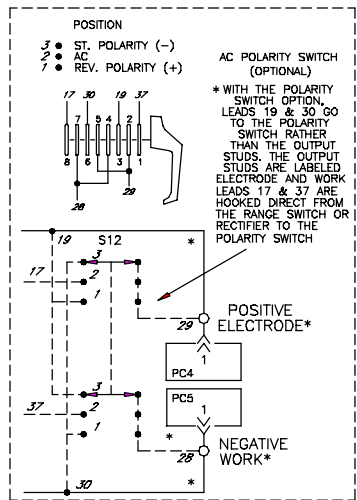 POSITION
3 ST. POLARITY (-)
2 AC
1 REV. POLARITY (+)
AC POLARITY SWITCH
(OPTIONAL)
* WITH THE POLARITY
SWITCH OPTION,
LEADS 19 & 30 GO
TO THE POLARITY
SWITCH RATHER
THAN THE OUTPUT
STUDS. THE OUTPUT
STUDS ARE LABELED
ELECTRODE AND WORK
LEADS 17 & 37 ARE
HOOKED DIRECT FROM
THE RANGE SWITCH OR
RECTIFIER TO THE
POLARITY SWITCH
17 30 19 37
7 5 4 2
8 6 3 1
28 29
19 S12 *
3
17 2
1
29
POSITIVE
ELECTRODE*
1
PC4
PC5
1
3
37 2
1
*
28
NEGATIVE
WORK*
30 *